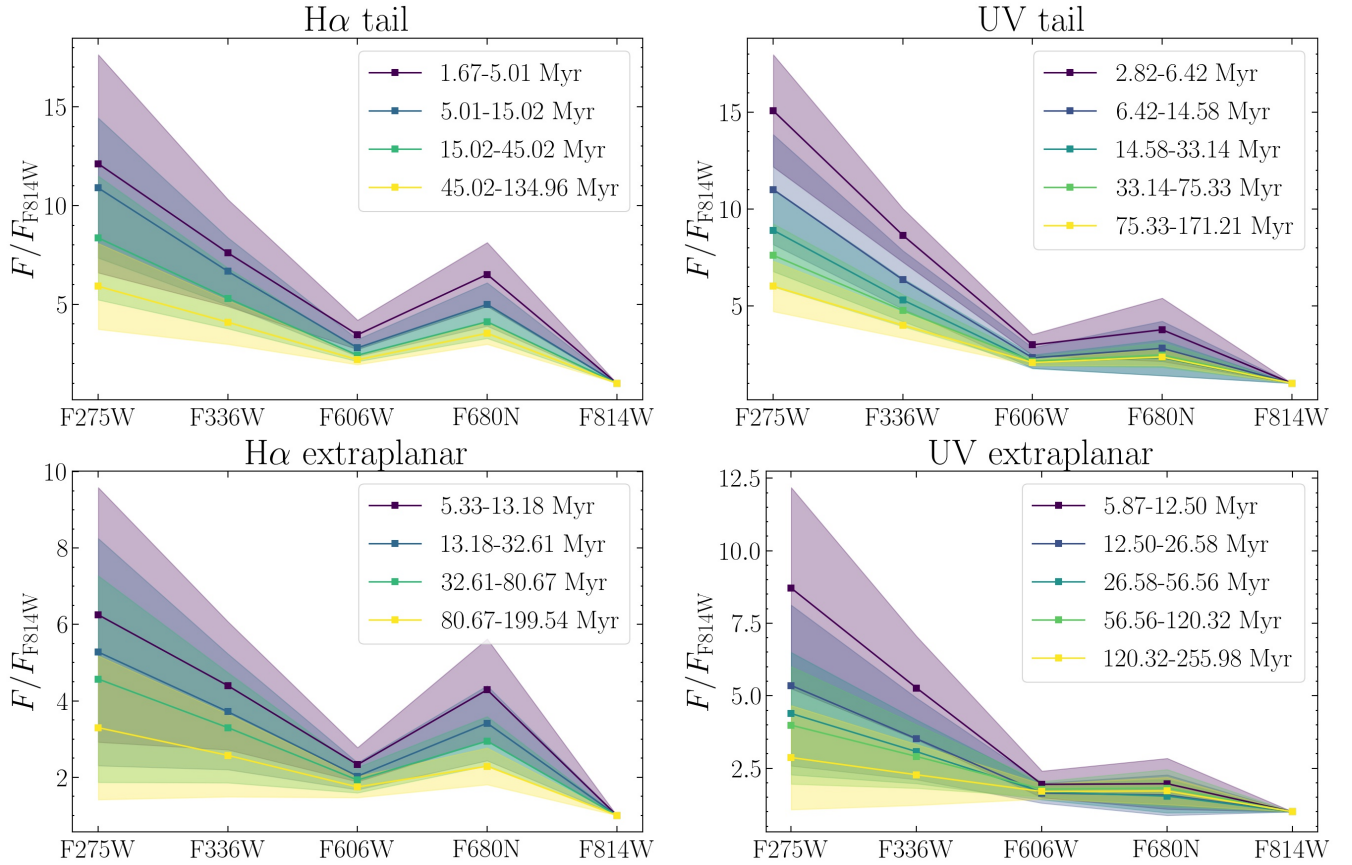 Hα tail
F/F_F814W
15
10
5
1.67-5.01 Myr
5.01-15.02 Myr
15.02-45.02 Myr
45.02-134.96 Myr
F275W F336W F606W F680N F814W
UV tail
F/F_F814W
15
10
5
2.82-6.42 Myr
6.42-14.58 Myr
14.58-33.14 Myr
33.14-75.33 Myr
75.33-171.21 Myr
F275W F336W F606W F680N F814W
Hα extraplanar
F/F_F814W
10
8
6
4
2
5.33-13.18 Myr
13.18-32.61 Myr
32.61-80.67 Myr
80.67-199.54 Myr
F275W F336W F606W F680N F814W
UV extraplanar
F/F_F814W
12.5
10.0
7.5
5.0
2.5
5.87-12.50 Myr
12.50-26.58 Myr
26.58-56.56 Myr
56.56-120.32 Myr
120.32-255.98 Myr
F275W F336W F606W F680N F814W